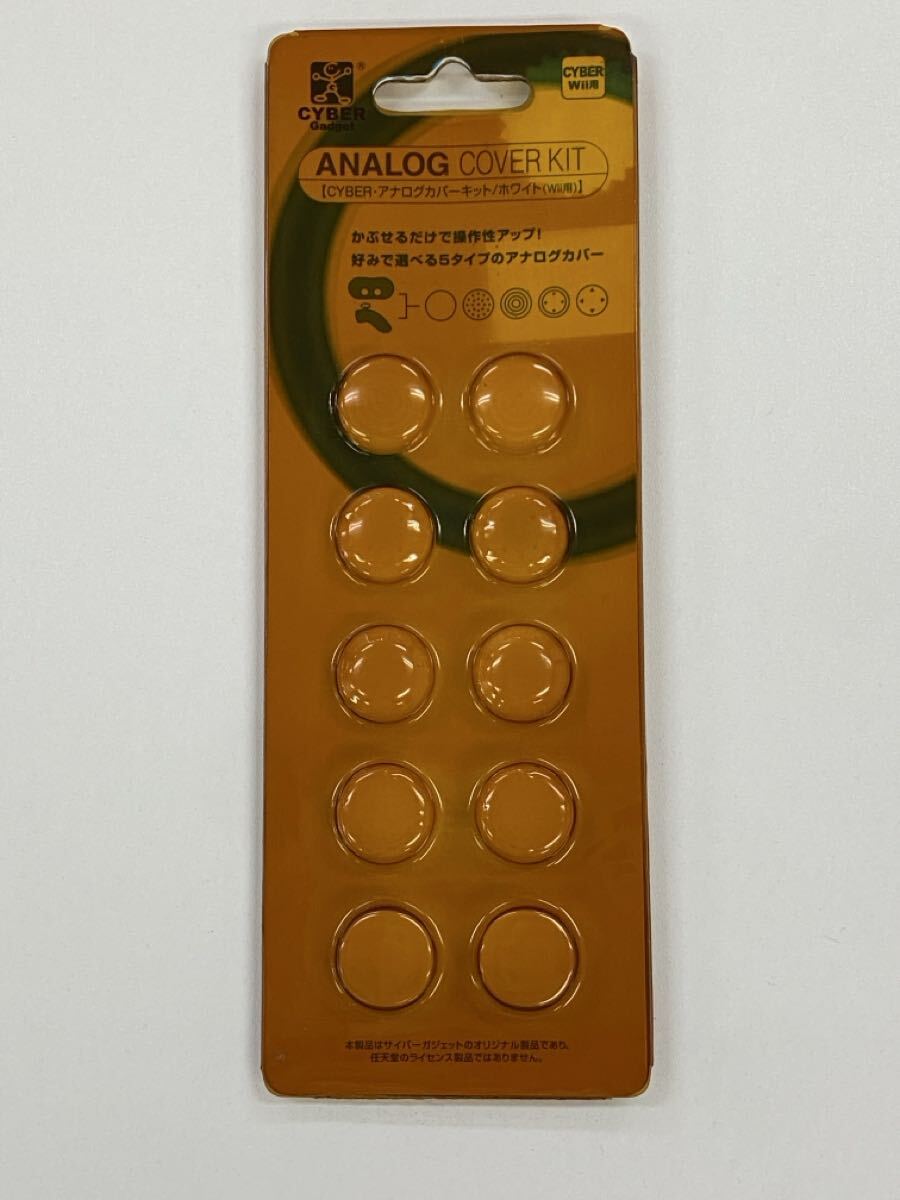 CYBER
Gadget
®
CYBER
Wii用
ANALOG COVER KIT
【CYBER・アナログカバーキット/ホワイト(Wii用)】
かぶせるだけで操作性アップ!
好みで選べる5タイプのアナログカバー
本製品はサイバーガジェットのオリジナル製品であり、
任天堂のライセンス製品ではありません。